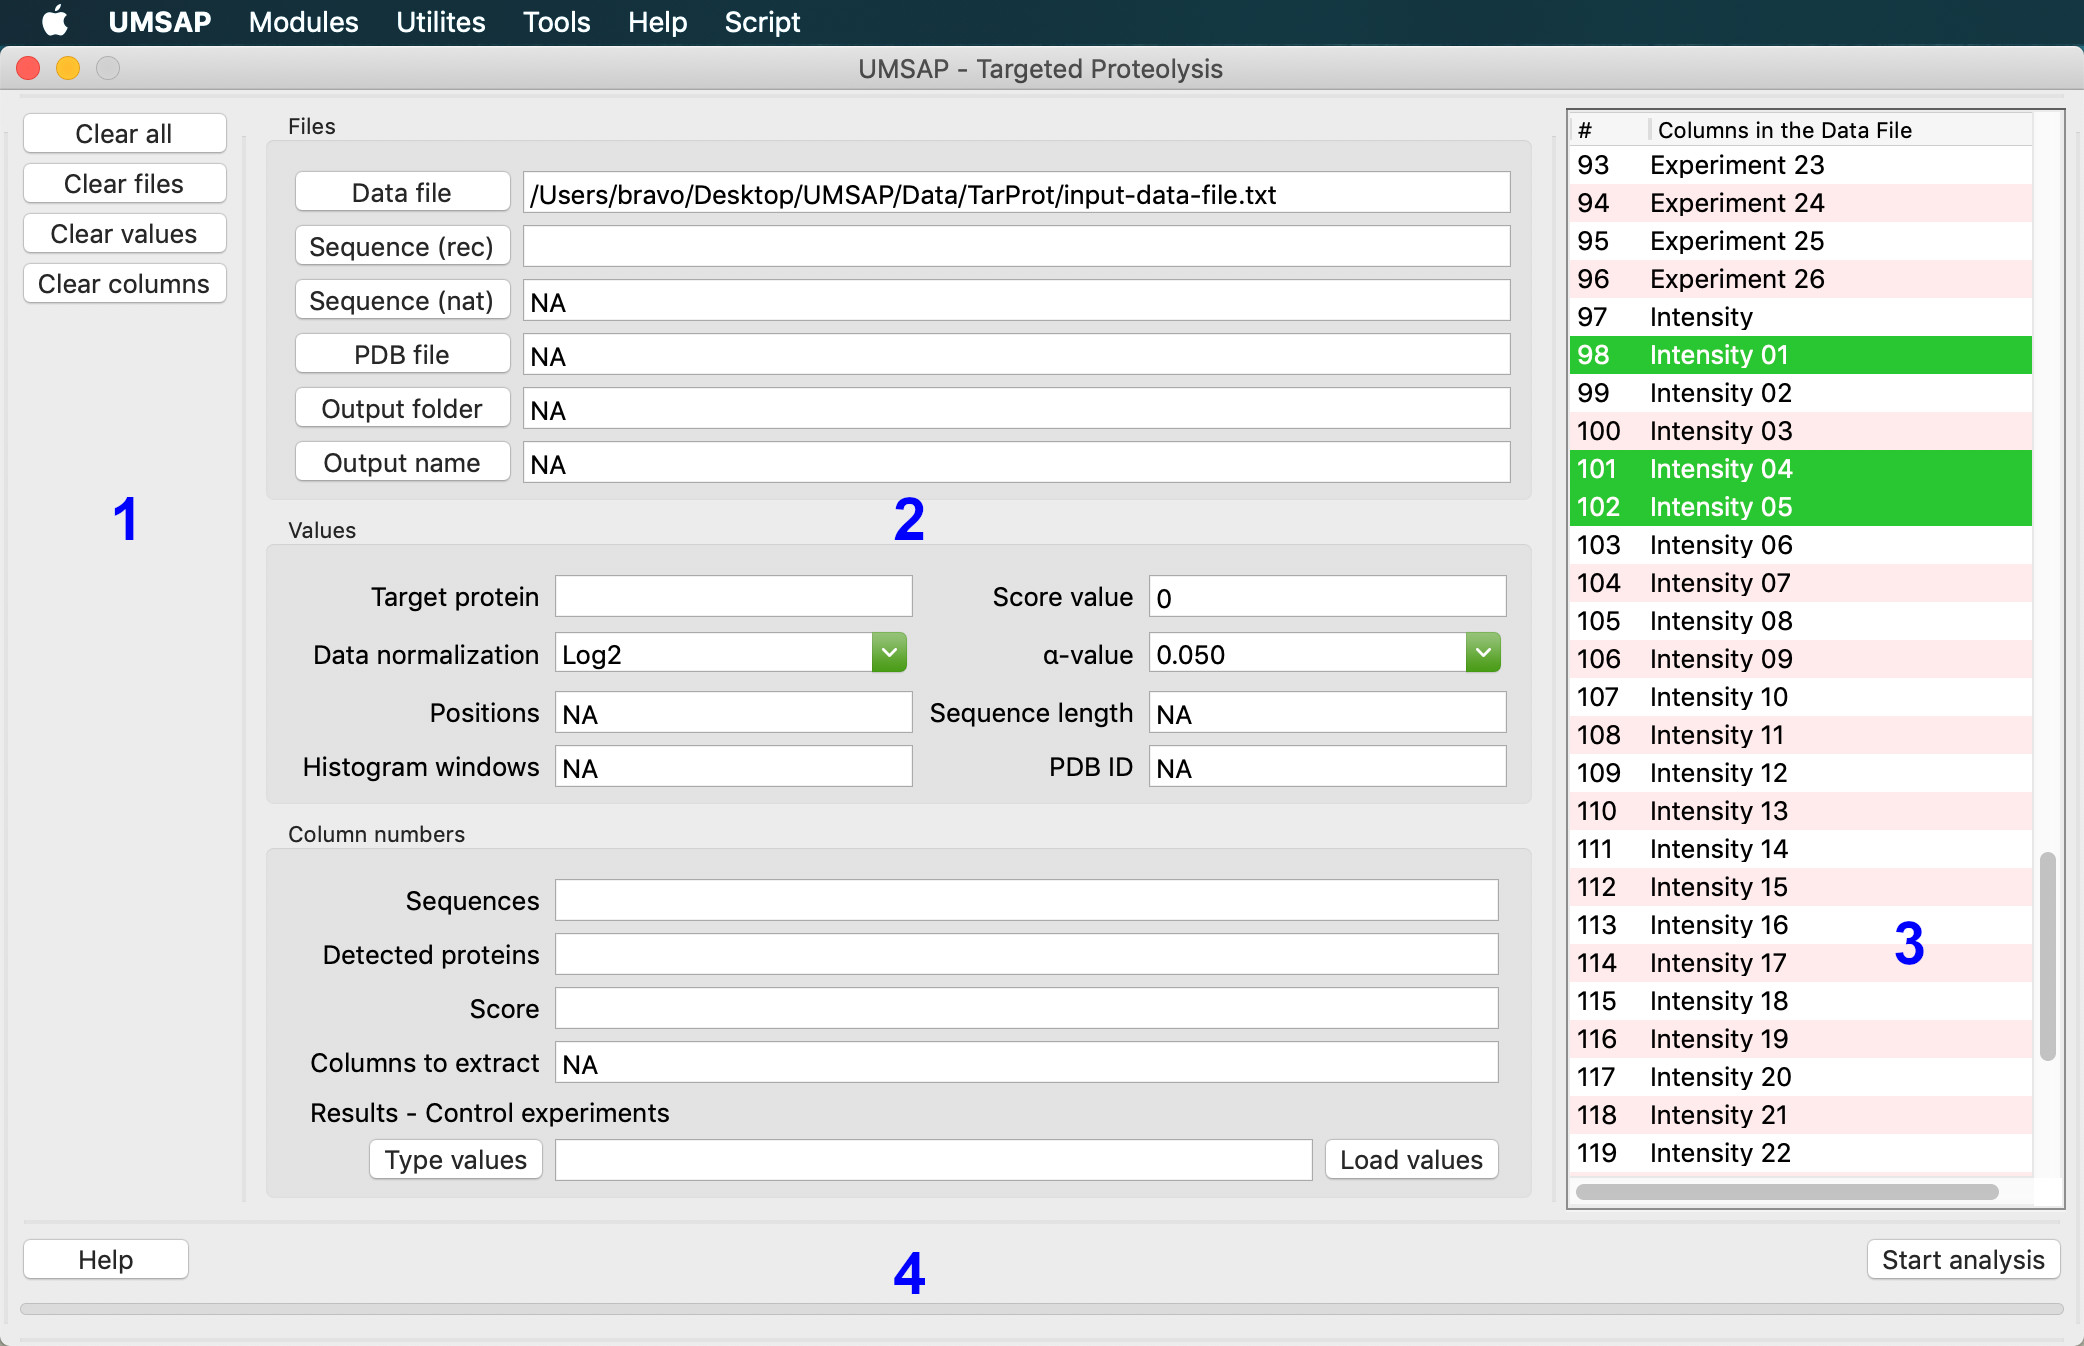 UMSAP Modules Utilites Tools Help Script
UMSAP - Targeted Proteolysis
Clear all
Clear files
Clear values
Clear columns
1
Files
Data file /Users/bravo/Desktop/UMSAP/Data/TarProt/input-data-file.txt
Sequence (rec)
Sequence (nat) NA
PDB file NA
Output folder NA
Output name NA
2
Values
Target protein Score value 0
Data normalization Log2 α-value 0.050
Positions NA Sequence length NA
Histogram windows NA PDB ID NA
Column numbers
Sequences
Detected proteins
Score
Columns to extract NA
Results - Control experiments
Type values Load values
# Columns in the Data File
93 Experiment 23
94 Experiment 24
95 Experiment 25
96 Experiment 26
97 Intensity
98 Intensity 01
99 Intensity 02
100 Intensity 03
101 Intensity 04
102 Intensity 05
103 Intensity 06
104 Intensity 07
105 Intensity 08
106 Intensity 09
107 Intensity 10
108 Intensity 11
109 Intensity 12
110 Intensity 13
111 Intensity 14
112 Intensity 15
113 Intensity 16
114 Intensity 17
115 Intensity 18
116 Intensity 19
117 Intensity 20
118 Intensity 21
119 Intensity 22
3
Help Start analysis
4